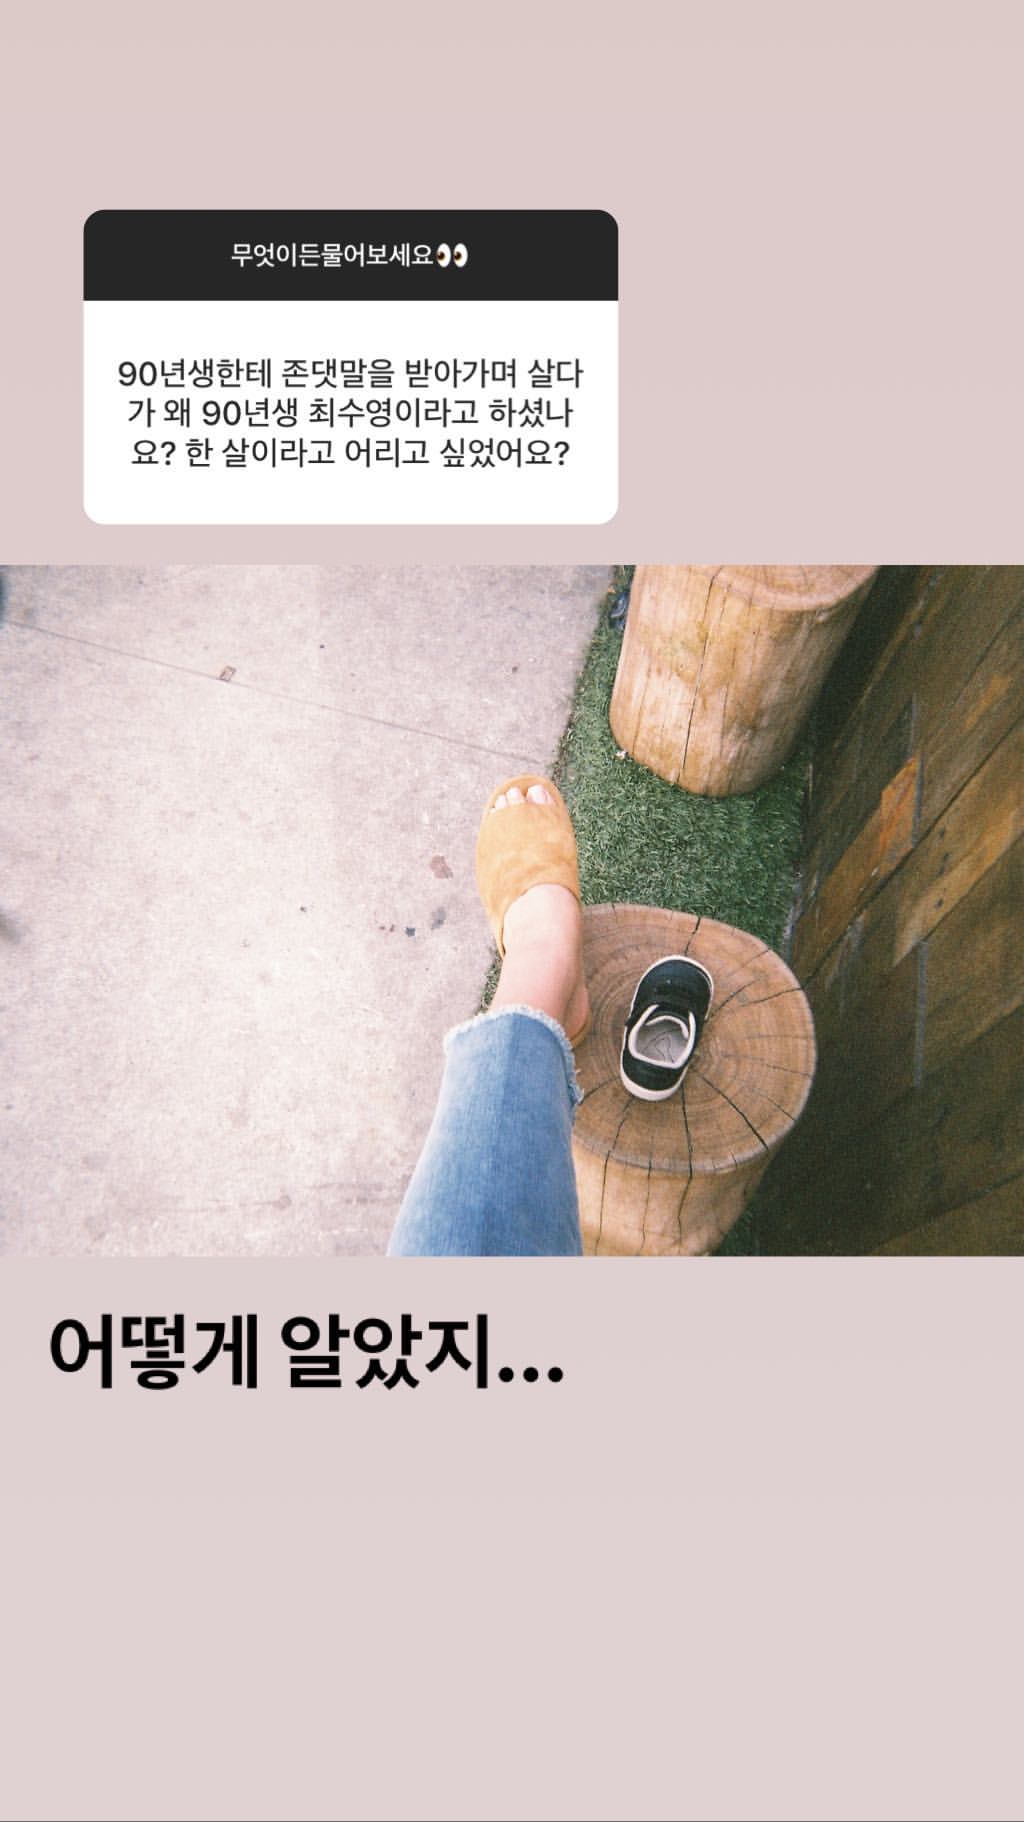 무엇이든물어보세요👀
90년생한테 존댓말을 받아가며 살다
가 왜 90년생 최수영이라고 하셨나
요? 한 살이라고 어리고 싶었어요?
어떻게 알았지...